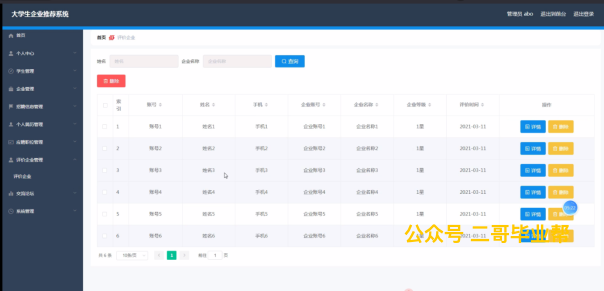 大学生企业推荐系统
管理员 abo 退出到前台 退出登录
首页
个人中心
学生管理
企业管理
招聘信息管理
个人简历管理
应聘职位管理
评价企业管理
评价企业
交流论坛
系统管理
首页 评价企业
姓名 姓名 企业名称 企业名称 查询
删除
索引 账号 姓名 手机 企业账号 企业名称 企业等级 评价时间 操作
1 账号1 姓名1 手机1 企业账号1 企业名称1 1星 2021-03-11 详情 删除
2 账号2 姓名2 手机2 企业账号2 企业名称2 1星 2021-03-11 详情 删除
3 账号3 姓名3 手机3 企业账号3 企业名称3 1星 2021-03-11 详情 删除
4 账号4 姓名4 手机4 企业账号4 企业名称4 1星 2021-03-11 详情 删除
5 账号5 姓名5 手机5 企业账号5 企业名称5 1星 2021-03-11 详情 删除
6 账号6 姓名6 手机6 企业账号6 企业名称6
公众号 二哥毕业帮
共 6 条 10条/页 1 前往 1 页